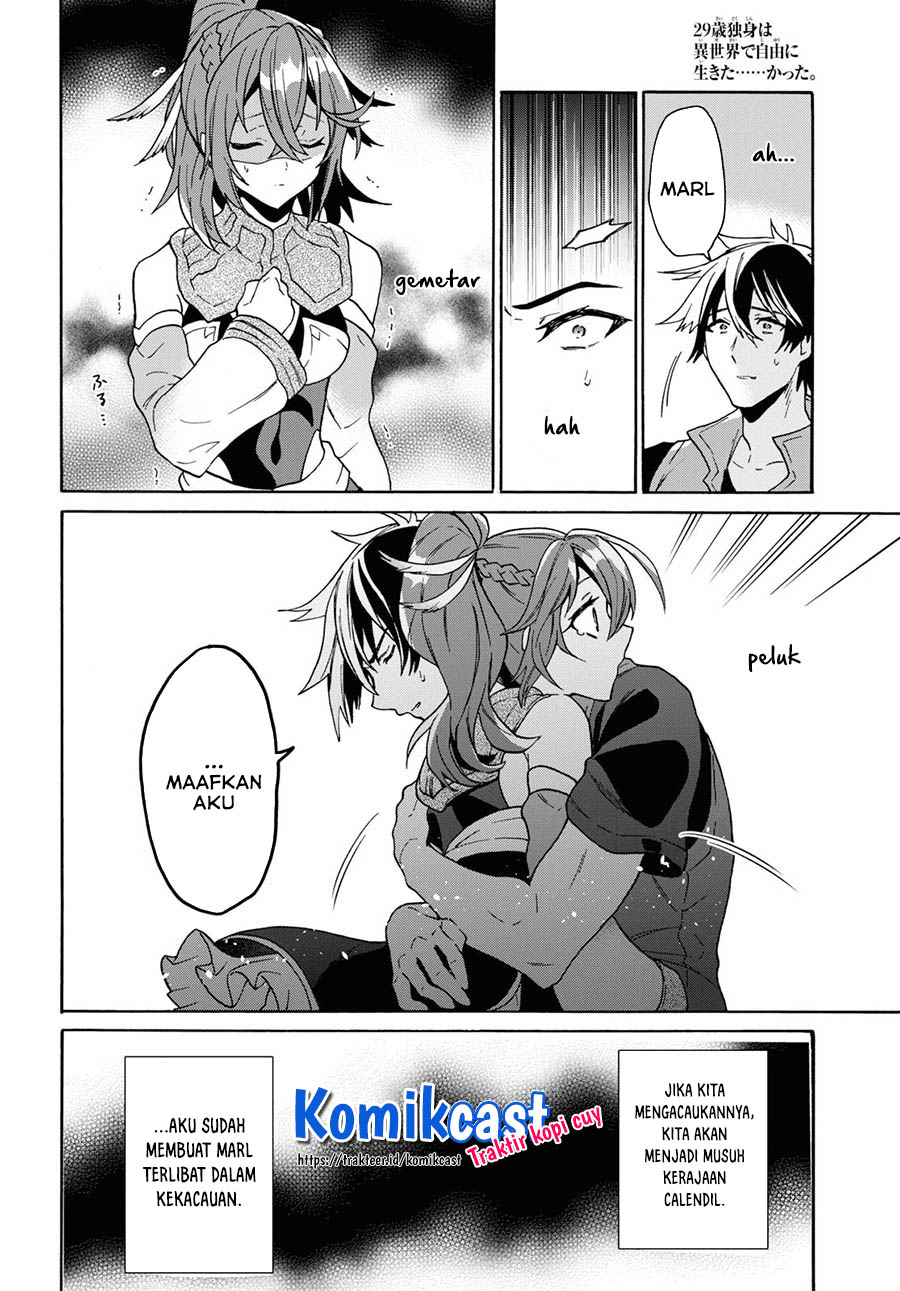 29歳独身は
異世界で自由に
生きた……かった。
ah...
MARL
hah
gemetar
ふる…
peluk
...
MAAFKAN
AKU
JIKA KITA
MENGACAUKANNYA,
KITA AKAN
MENJADI MUSUH
KERAJAAN
CALENDIL.
Komikcast
Traktir kopi cuy
https://trakteer.id/komikcast
...AKU SUDAH
MEMBUAT MARL
TERLIBAT DALAM
KEKACAUAN.